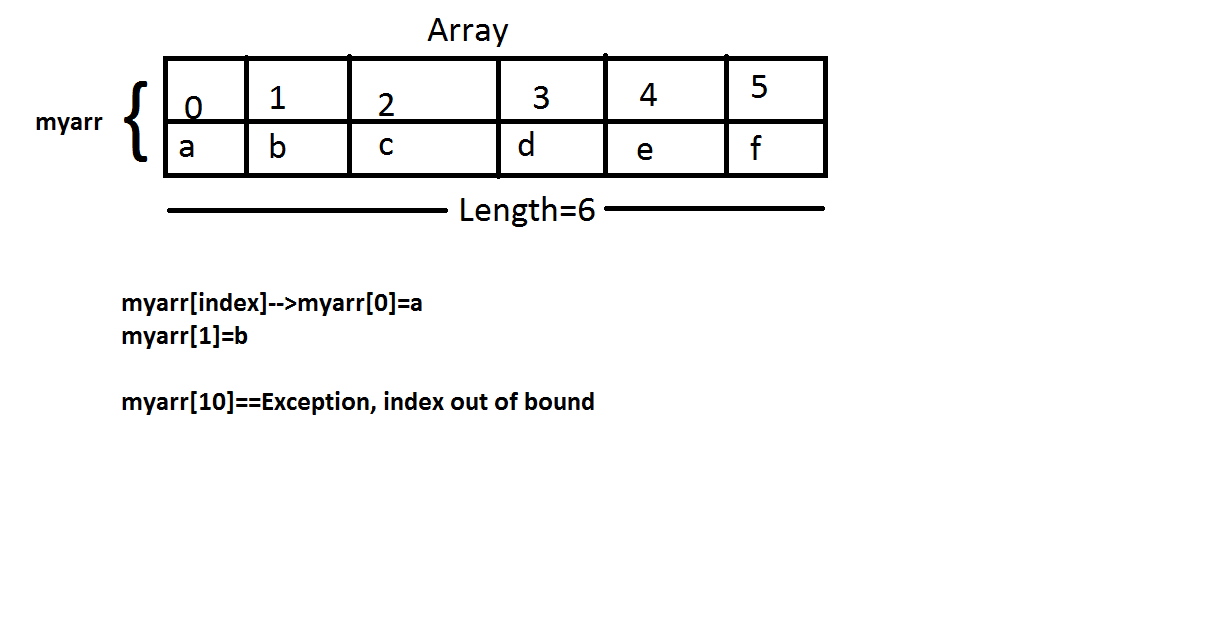 Array
myarr {
0 1 2 3 4 5
a b c d e f
Length=6
myarr[index]-->myarr[0]=a
myarr[1]=b
myarr[10]==Exception, index out of bound